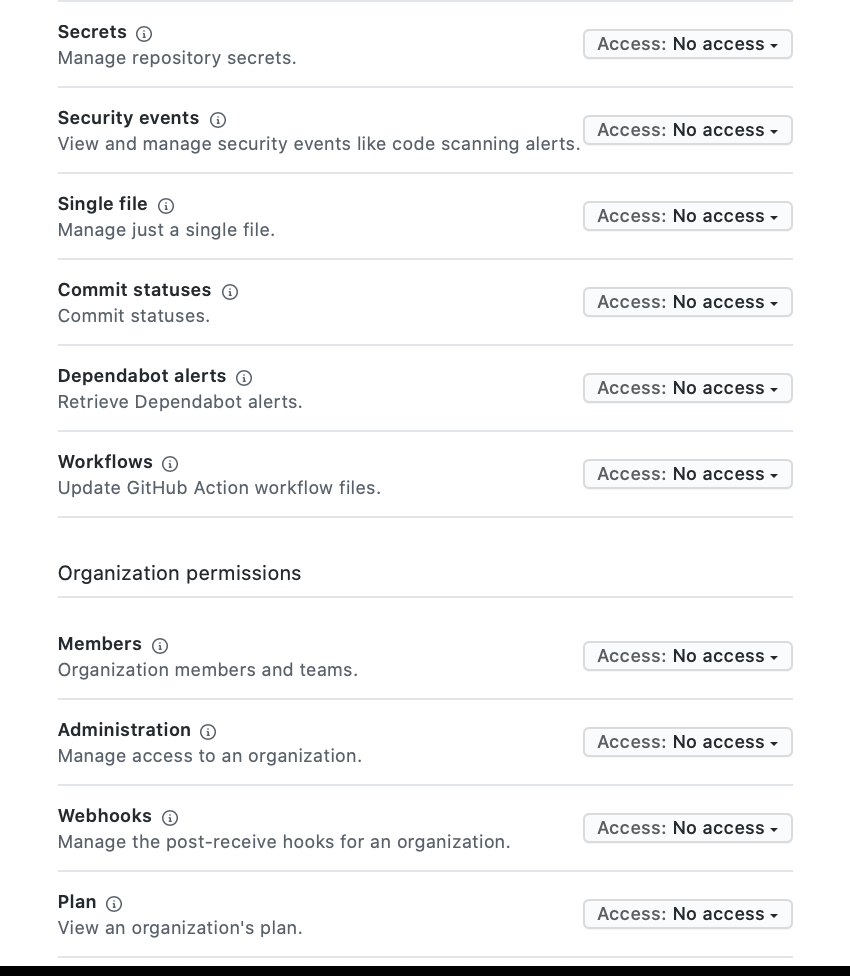 Secrets
Access: No access
Manage repository secrets.
Security events
Access: No access
View and manage security events like code scanning alerts.
Single file
Access: No access
Manage just a single file.
Commit statuses
Access: No access
Commit statuses.
Dependabot alerts
Access: No access
Retrieve Dependabot alerts.
Workflows
Access: No access
Update GitHub Action workflow files.
Organization permissions
Members
Access: No access
Organization members and teams.
Administration
Access: No access
Manage access to an organization.
Webhooks
Access: No access
Manage the post-receive hooks for an organization.
Plan
Access: No access
View an organization's plan.